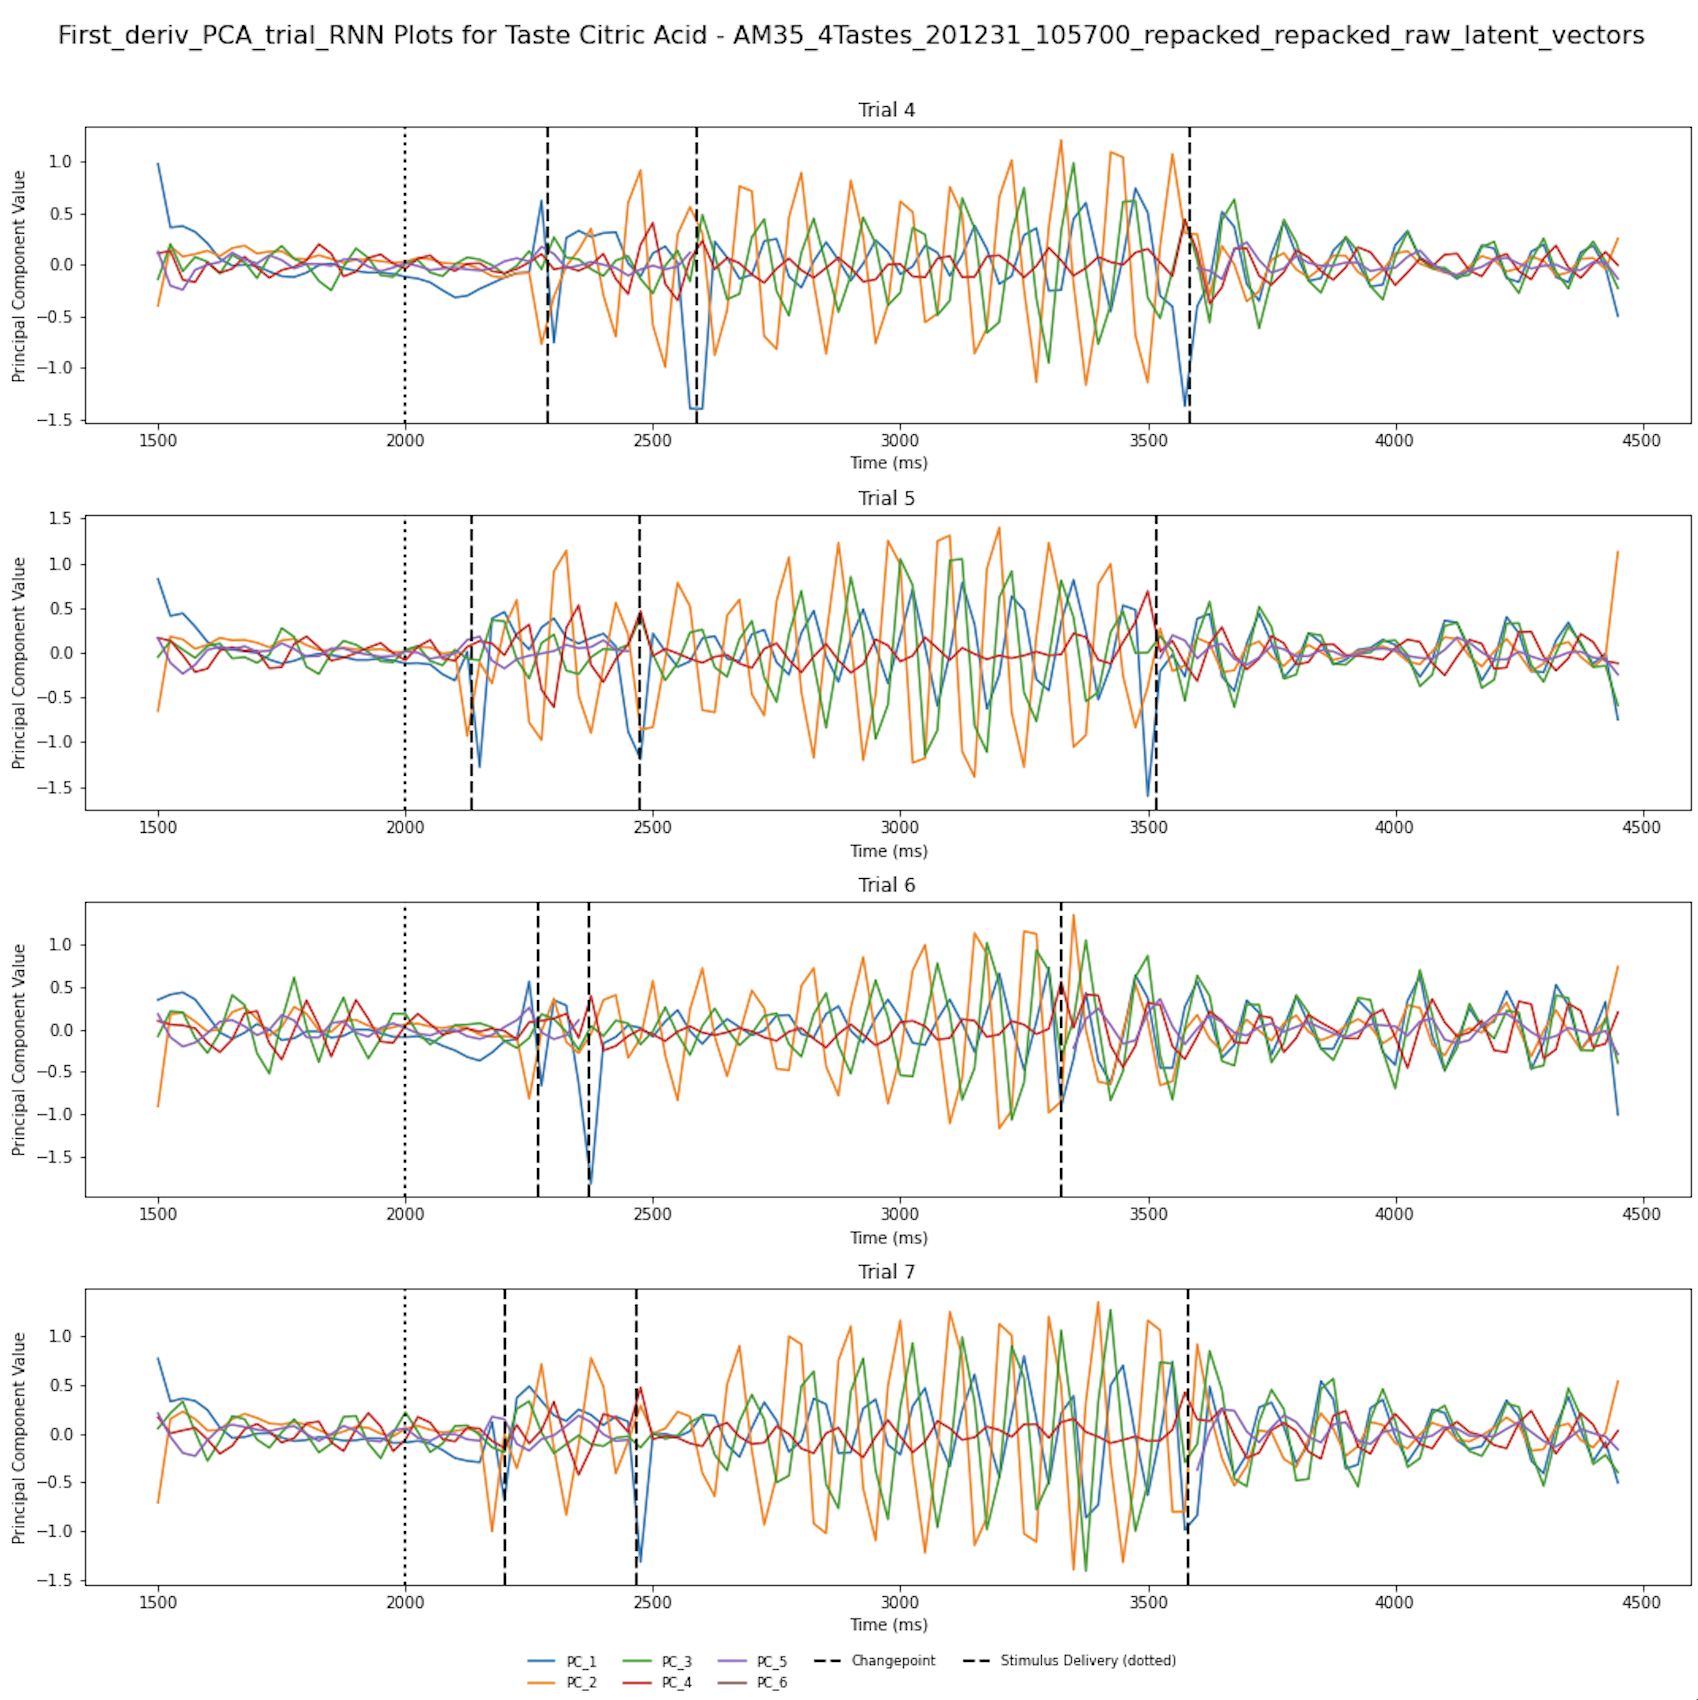 First_deriv_PCA_trial_RNN Plots for Taste Citric Acid - AM35_4Tastes_201231_105700_repacked_repacked_raw_latent_vectors
Trial 4
Principal Component Value
1.0
0.5
0.0
−0.5
−1.0
−1.5
1500 2000 2500 3000 3500 4000 4500
Time (ms)
Trial 5
Principal Component Value
1.5
1.0
0.5
0.0
−0.5
−1.0
−1.5
1500 2000 2500 3000 3500 4000 4500
Time (ms)
Trial 6
Principal Component Value
1.0
0.5
0.0
−0.5
−1.0
−1.5
1500 2000 2500 3000 3500 4000 4500
Time (ms)
Trial 7
Principal Component Value
1.0
0.5
0.0
−0.5
−1.0
−1.5
1500 2000 2500 3000 3500 4000 4500
Time (ms)
PC_1 PC_3 PC_5 Changepoint Stimulus Delivery (dotted)
PC_2 PC_4 PC_6